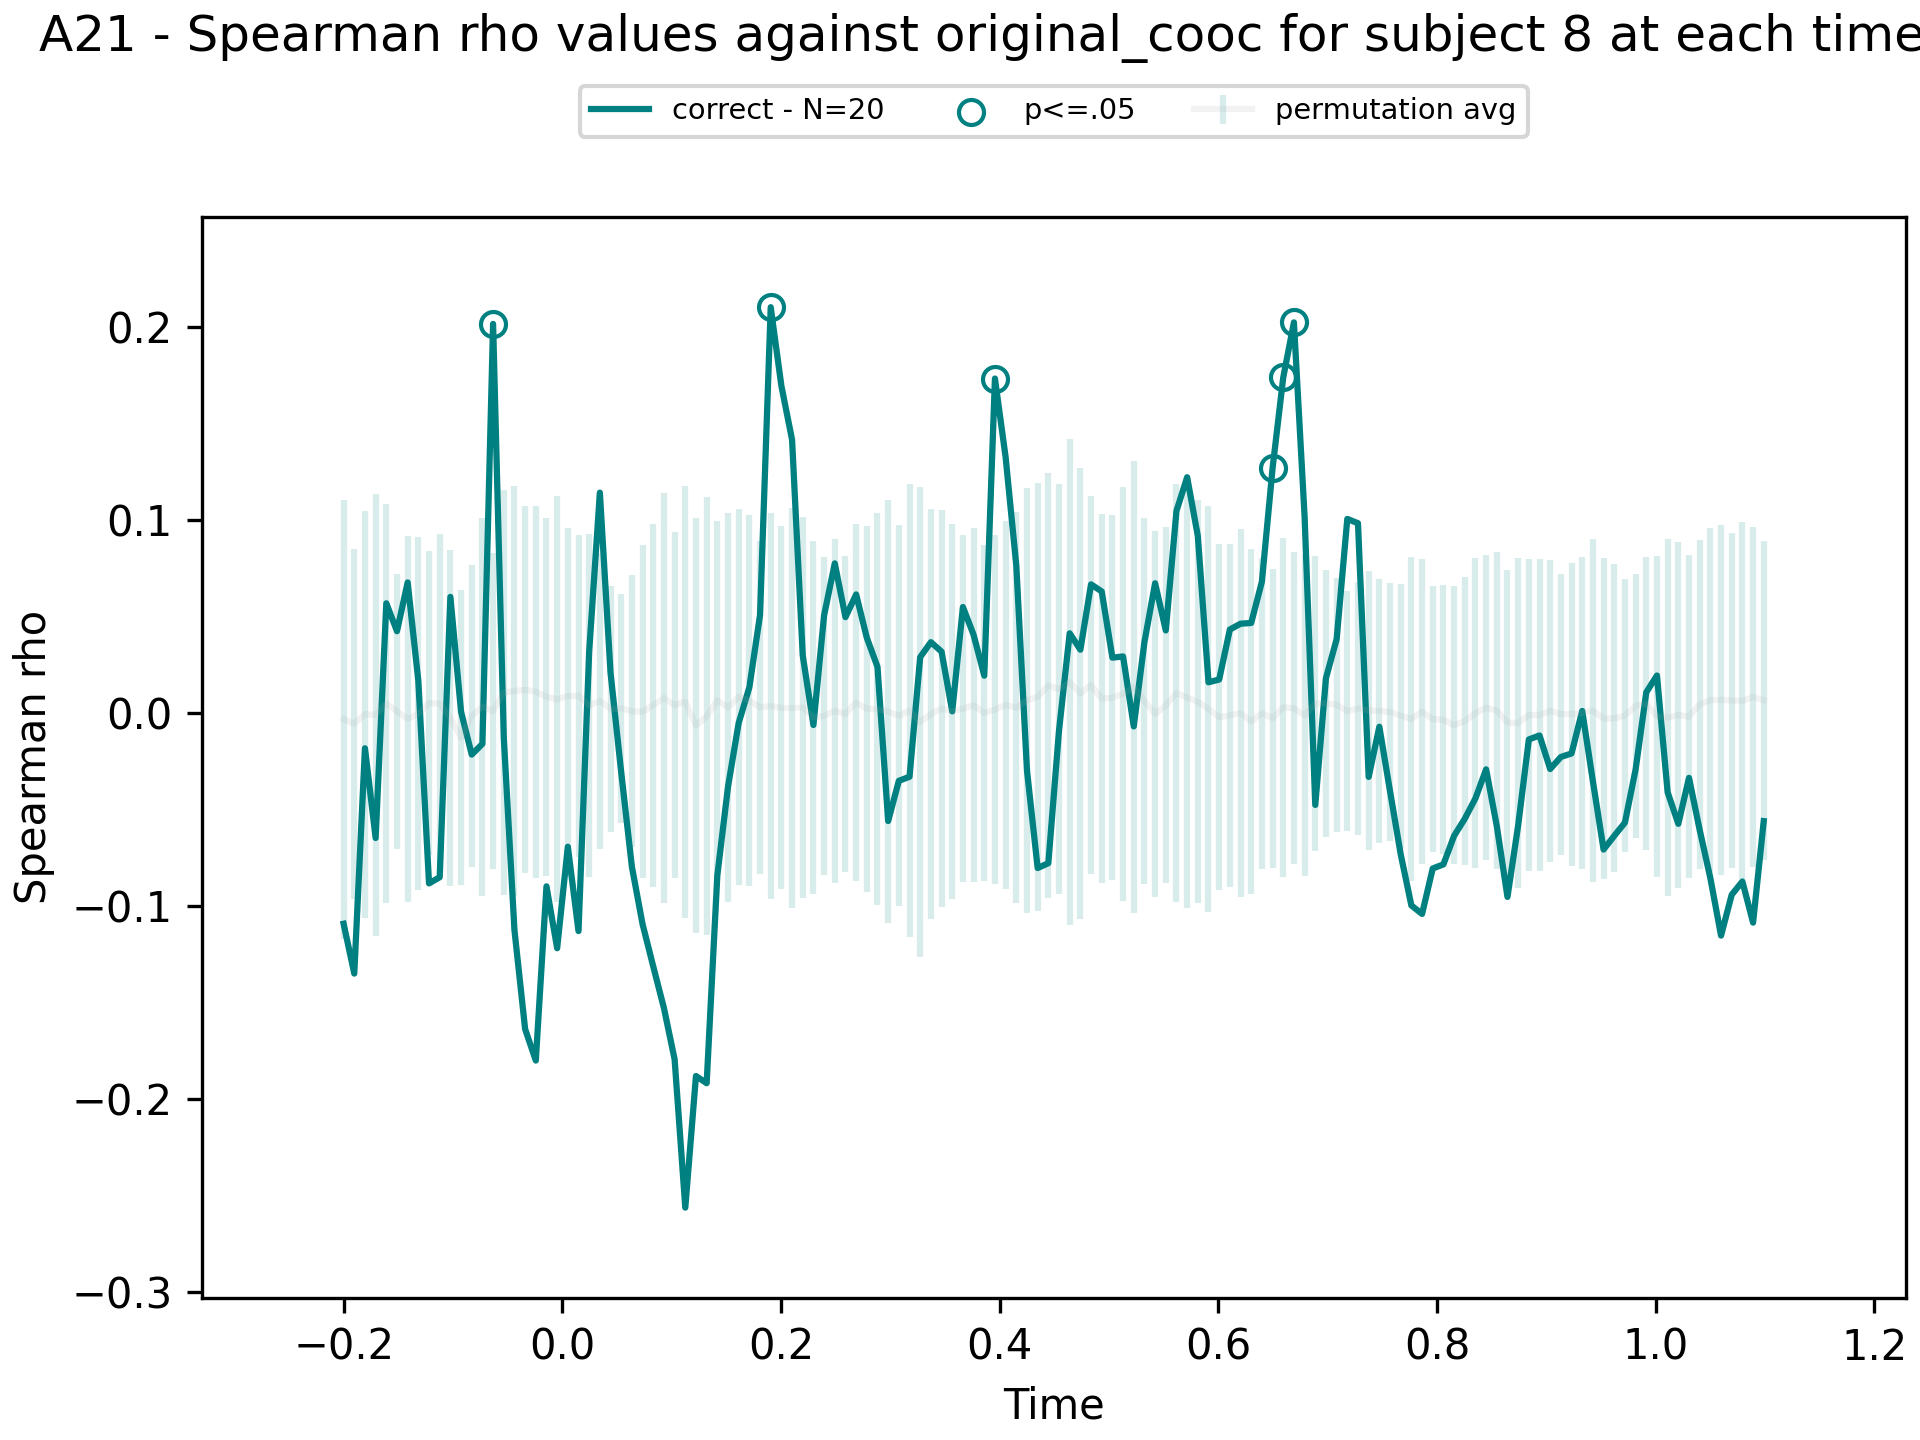 A21 - Spearman rho values against original_cooc for subject 8 at each time
correct - N=20 p<=.05 permutation avg
Spearman rho
0.2
0.1
0.0
−0.1
−0.2
−0.3
−0.2 0.0 0.2 0.4 0.6 0.8 1.0 1.2
Time